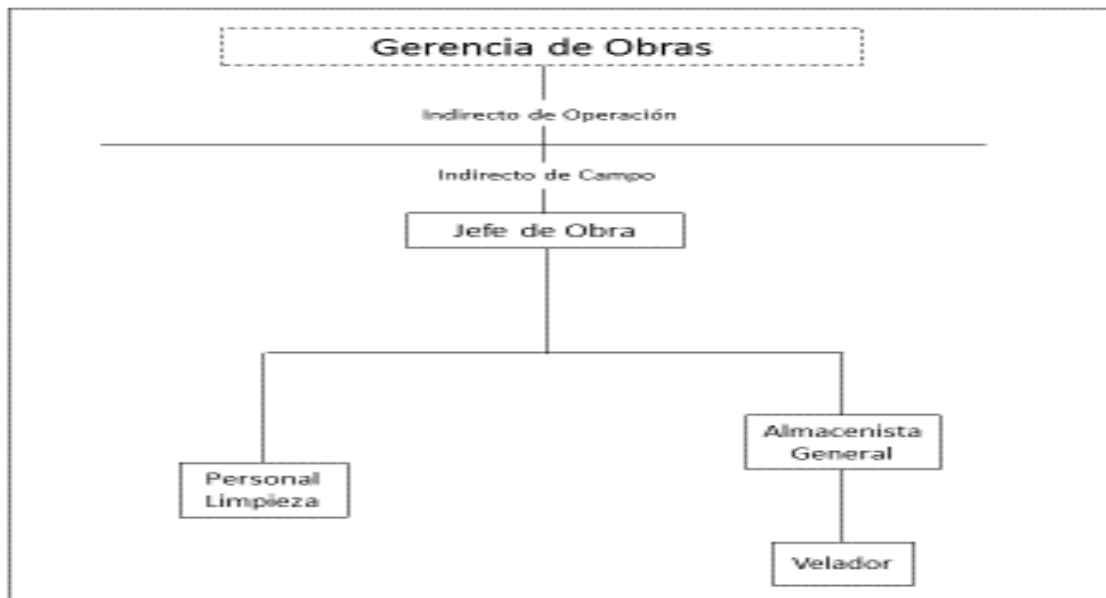 Gerencia de Obras
Indirecto de Operación
Indirecto de Campo
Jefe de Obra
Almacenista
General
Personal
Limpieza
Velador